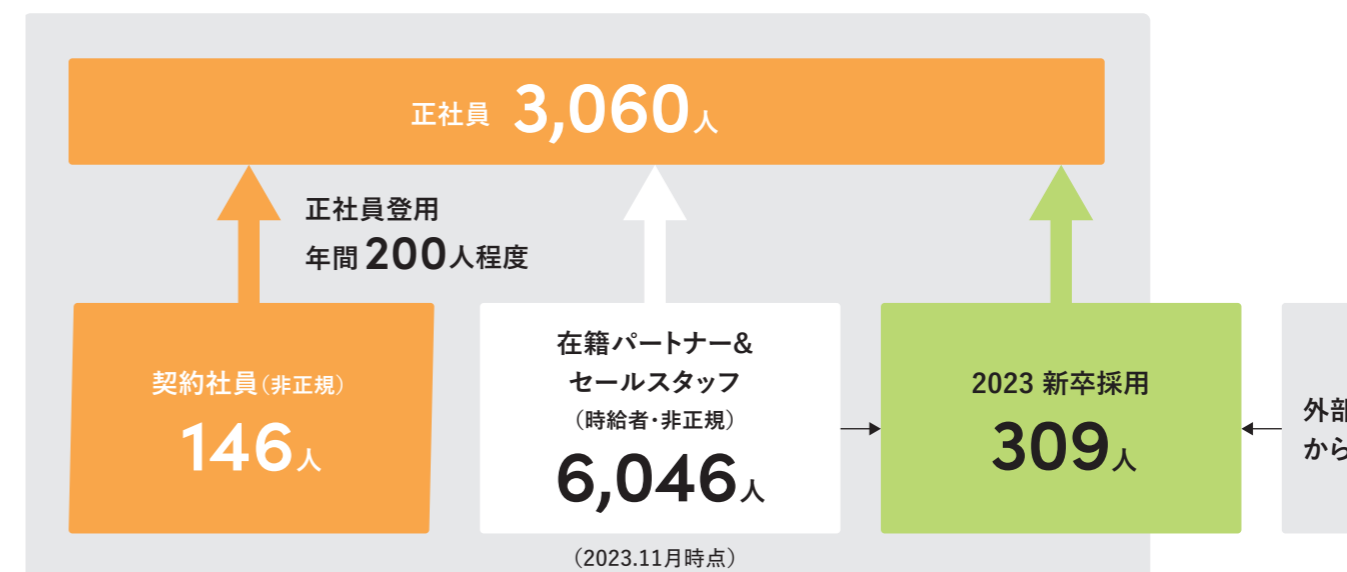 正社員 3,060人
正社員登用
年間200人程度
契約社員(非正規)
146人
在籍パートナー&
セールスタッフ
(時給者・非正規)
6,046人
(2023.11月時点)
2023 新卒採用
309人
外部
から